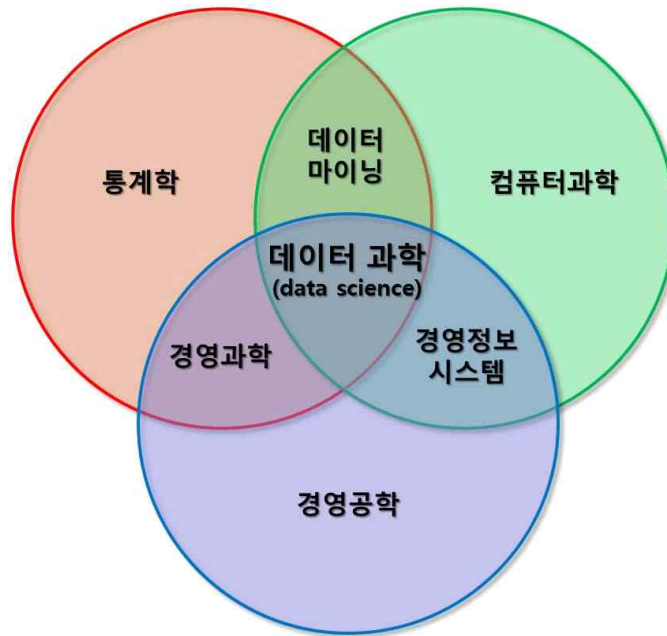 데이터
마이닝
통계학
컴퓨터과학
데이터 과학
(data science)
경영과학
경영정보
시스템
경영공학